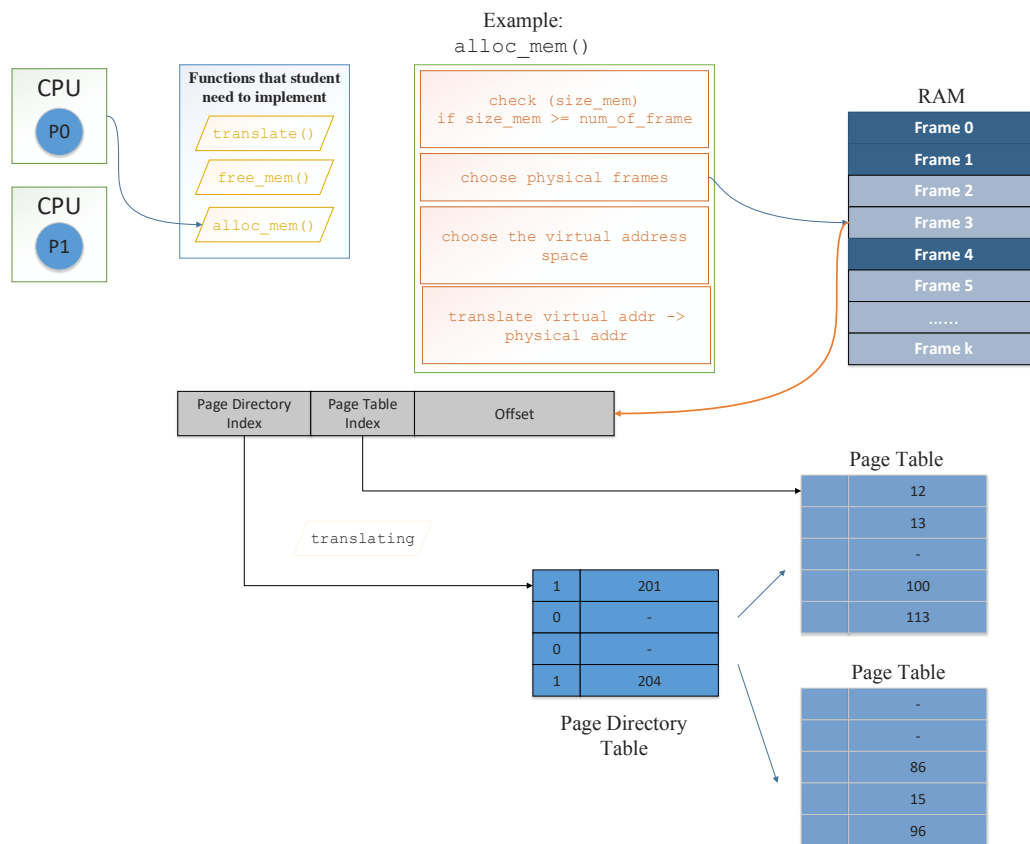 Example:
alloc_mem()
CPU
P0
CPU
P1
Functions that student
need to implement
translate()
free_mem()
alloc_mem()
check (size_mem)
if size_mem >= num_of_frame
choose physical frames
choose the virtual address
space
translate virtual addr ->
physical addr
RAM
Frame 0
Frame 1
Frame 2
Frame 3
Frame 4
Frame 5
......
Frame k
Page Directory
Index
Page Table
Index
Offset
translating
1 201
0 -
0 -
1 204
Page Directory
Table
Page Table
12
13
-
100
113
Page Table
-
-
86
15
96